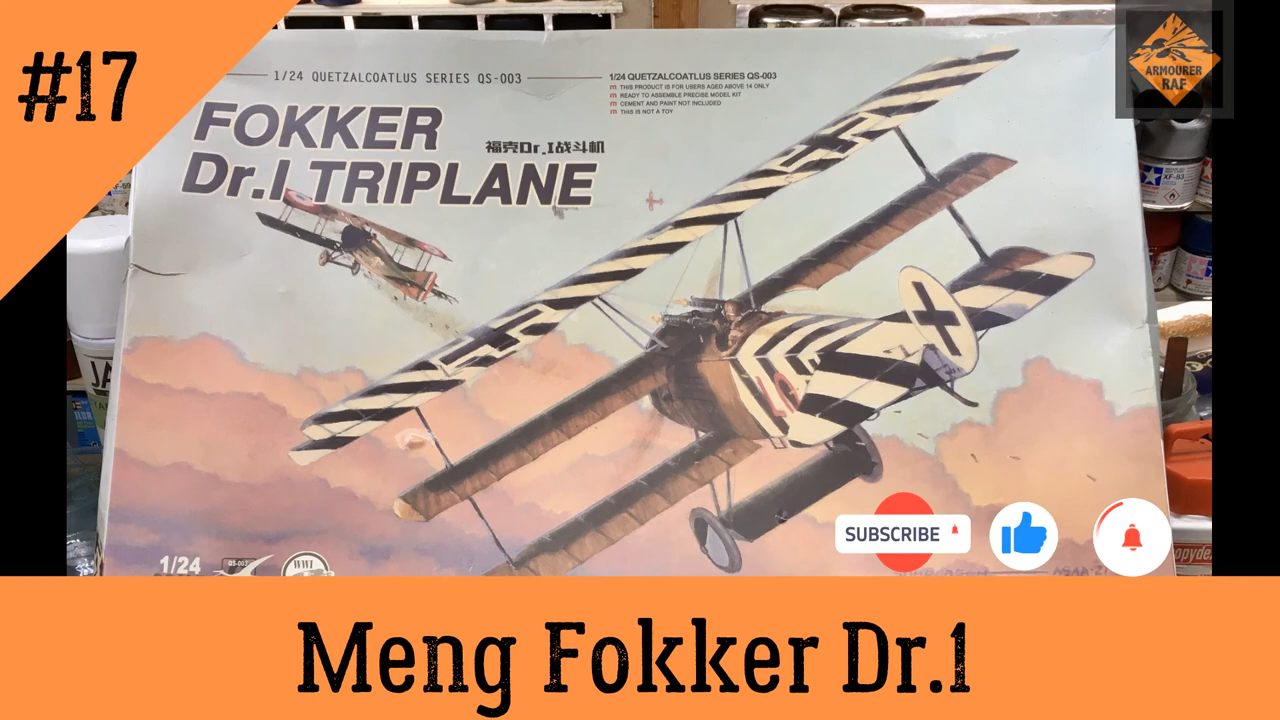 #17
1/24 QUETZALCOATLUS SERIES QS-003
1/24 QUETZALCOATLUS SERIES QS-003
m THIS PRODUCT IS FOR USERS AGED ABOVE 14 ONLY
m READY TO ASSEMBLE PRECISE MODEL KIT
m CEMENT AND PAINT NOT INCLUDED
m THIS IS NOT A TOY
ARMOURER
RAF
FOKKER
福克Dr.I战斗机
Dr.I TRIPLANE
XF-83
JA
SUBSCRIBE
1/24
WWI
Meng Fokker Dr.1